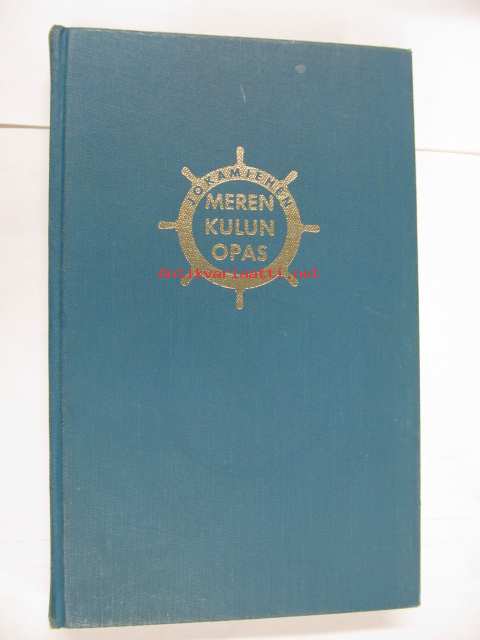 JOKAMIEHEN
MEREN
KULUN
OPAS
antikvariaatti.net